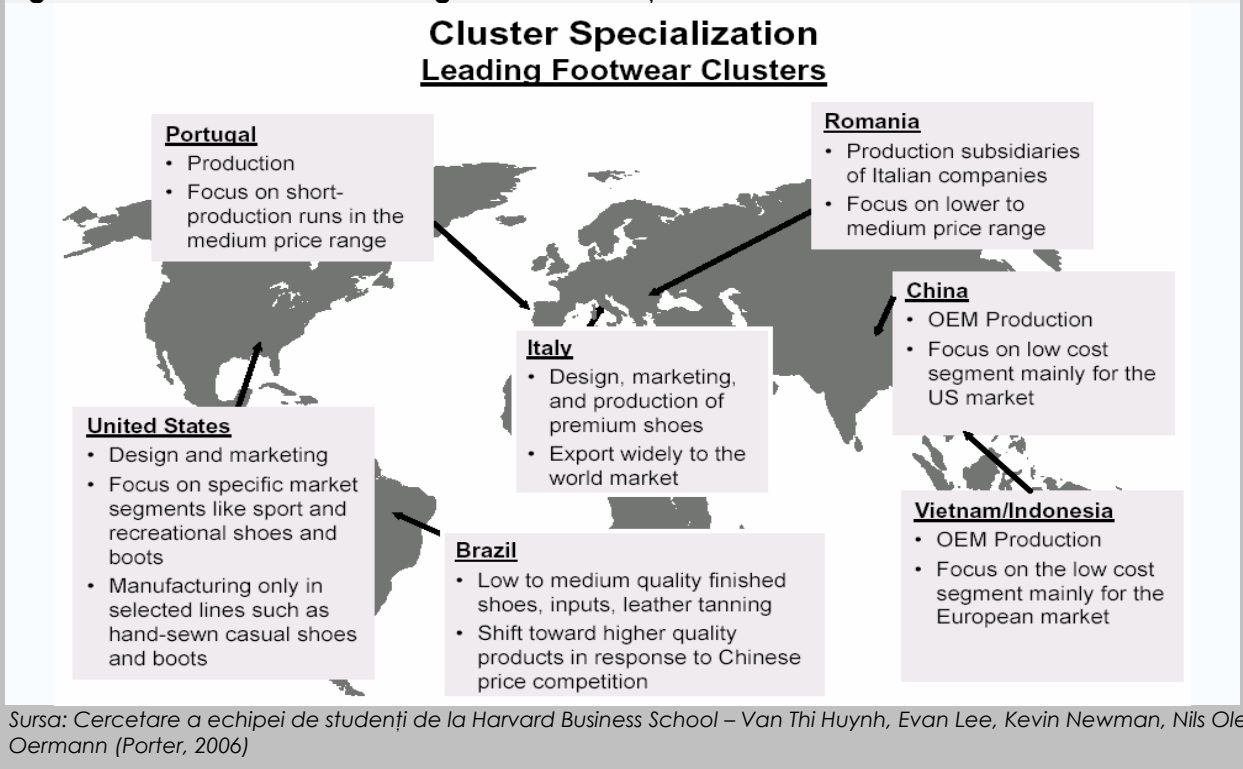 Cluster Specialization
Leading Footwear Clusters
Portugal
• Production
• Focus on short-
production runs in the
medium price range
Romania
• Production subsidiaries
of Italian companies
• Focus on lower to
medium price range
China
• OEM Production
• Focus on low cost
segment mainly for the
US market
Italy
• Design, marketing,
and production of
premium shoes
• Export widely to the
world market
United States
• Design and marketing
• Focus on specific market
segments like sport and
recreational shoes and
boots
• Manufacturing only in
selected lines such as
hand-sewn casual shoes
and boots
Brazil
• Low to medium quality finished
shoes, inputs, leather tanning
• Shift toward higher quality
products in response to Chinese
price competition
Vietnam/Indonesia
• OEM Production
• Focus on the low cost
segment mainly for the
European market
Sursa: Cercetare a echipei de studenți de la Harvard Business School – Van Thi Huynh, Evan Lee, Kevin Newman, Nils Ole
Oermann (Porter, 2006)